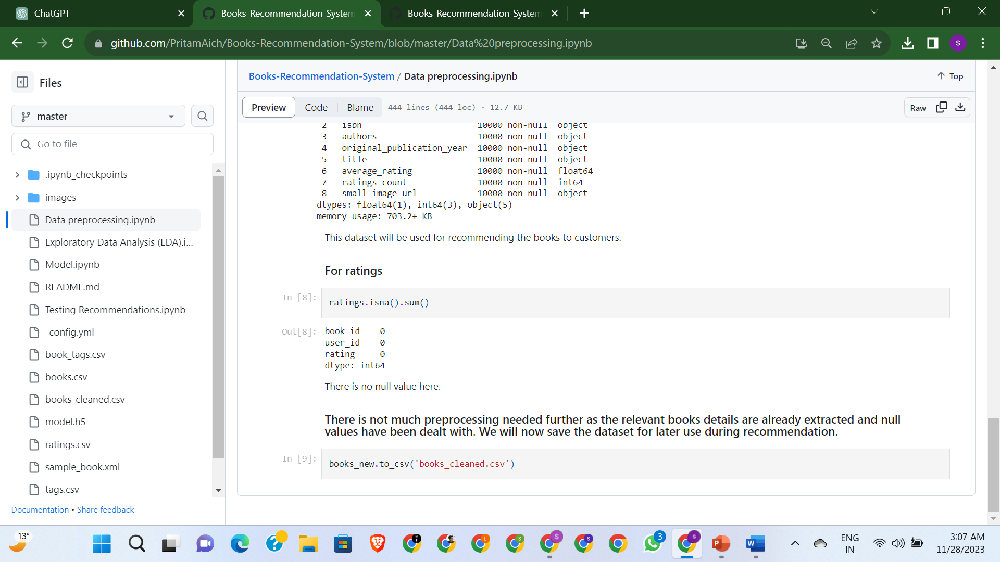 ChatGPT
Books-Recommendation-System
Books-Recommendation-System
github.com/PritamAich/Books-Recommendation-System/blob/master/Data%20preprocessing.ipynb
S
Files
master
Go to file
.ipynb_checkpoints
images
Data preprocessing.ipynb
Exploratory Data Analysis (EDA).i...
Model.ipynb
README.md
Testing Recommendations.ipynb
_config.yml
book_tags.csv
books.csv
books_cleaned.csv
model.h5
ratings.csv
sample_book.xml
tags.csv
Documentation • Share feedback
Books-Recommendation-System / Data preprocessing.ipynb
Top
Preview Code Blame 444 lines (444 loc) · 12.7 KB
Raw
2 isbn 10000 non-null object
3 authors 10000 non-null object
4 original_publication_year 10000 non-null object
5 title 10000 non-null object
6 average_rating 10000 non-null float64
7 ratings_count 10000 non-null int64
8 small_image_url 10000 non-null object
dtypes: float64(1), int64(3), object(5)
memory usage: 703.2+ KB
This dataset will be used for recommending the books to customers.
For ratings
In [8]: ratings.isna().sum()
Out[8]: book_id 0
user_id 0
rating 0
dtype: int64
There is no null value here.
There is not much preprocessing needed further as the relevant books details are already extracted and null
values have been dealt with. We will now save the dataset for later use during recommendation.
In [9]: books_new.to_csv('books_cleaned.csv')
13°
L
S
S
S
3
S
P
W
ENG
IN
3:07 AM
11/28/2023